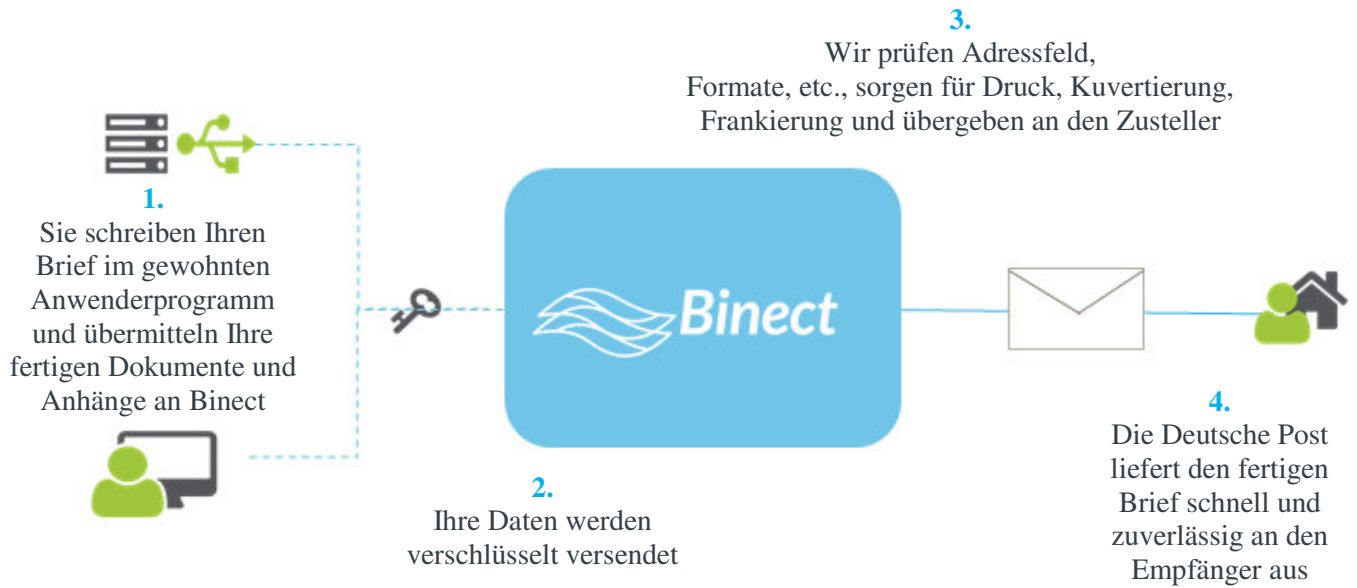 1.
Sie schreiben Ihren
Brief im gewohnten
Anwenderprogramm
und übermitteln Ihre
fertigen Dokumente und
Anhänge an Binect
2.
Ihre Daten werden
verschlüsselt versendet
Binect
3.
Wir prüfen Adressfeld,
Formate, etc., sorgen für Druck, Kuvertierung,
Frankierung und übergeben an den Zusteller
4.
Die Deutsche Post
liefert den fertigen
Brief schnell und
zuverlässig an den
Empfänger aus